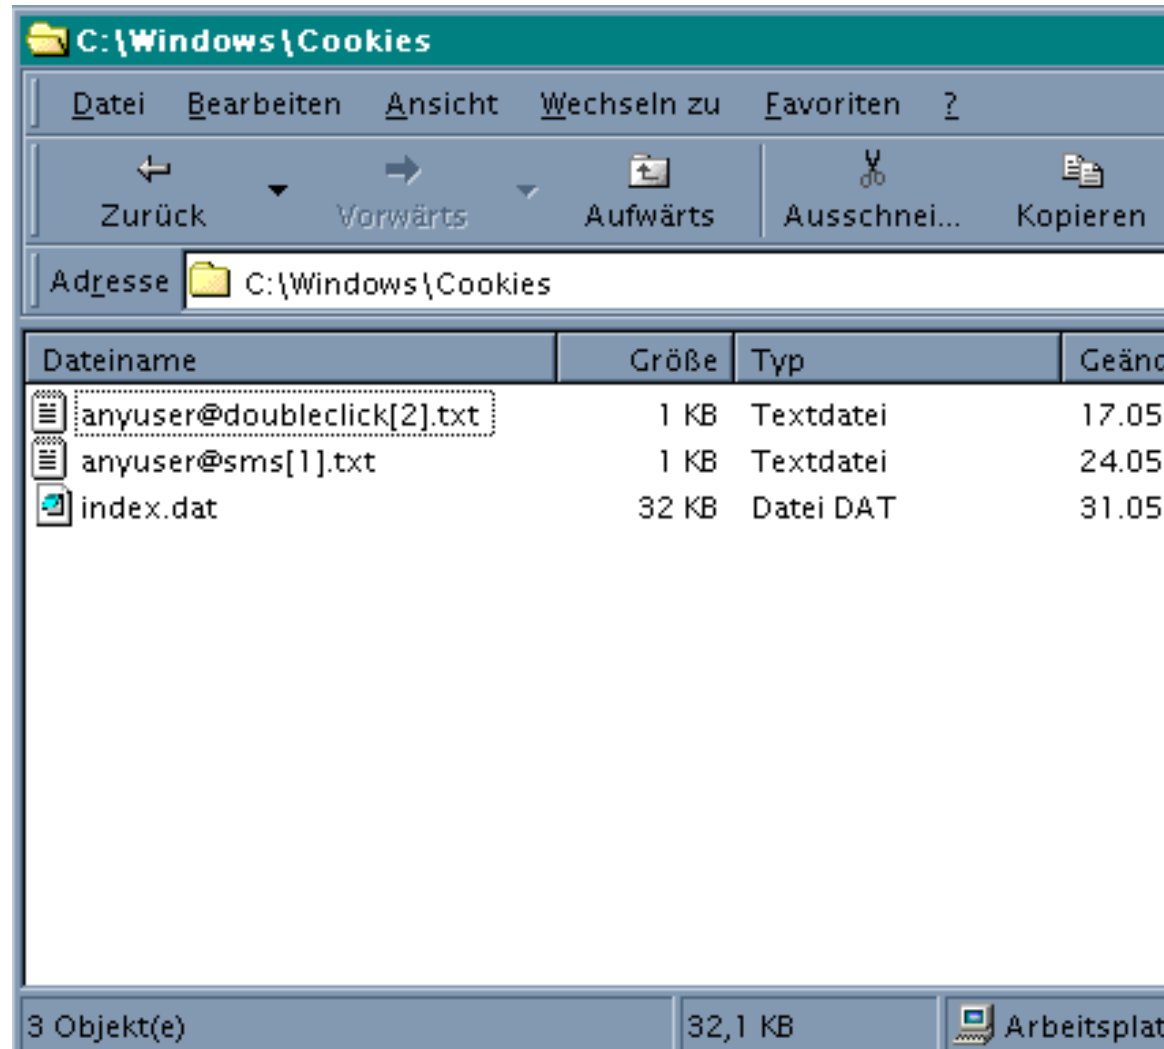 C:\Windows\Cookies
Datei Bearbeiten Ansicht Wechseln zu Favoriten ?
Zurück Vorwärts Aufwärts Ausschnei... Kopieren
Adresse C:\Windows\Cookies
Dateiname Größe Typ Geänd
anyuser@doubleclick[2].txt 1 KB Textdatei 17.05
anyuser@sms[1].txt 1 KB Textdatei 24.05
index.dat 32 KB Datei DAT 31.05
3 Objekt(e) 32,1 KB Arbeitsplat